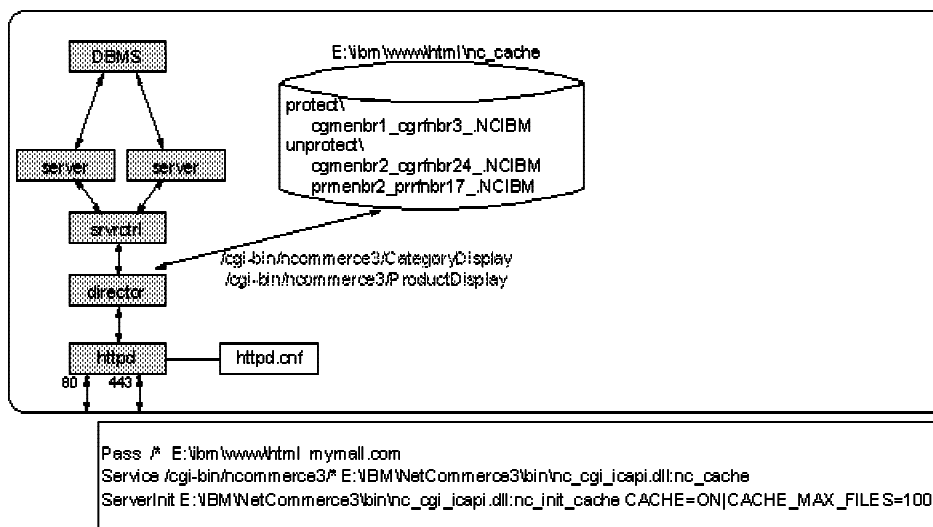 E:\ibm\www\html\nc_cache
DBMS
protect\
cgmenbr1_cgrfnbr3_.NCIBM
unprotect\
cgmenbr2_cgrfnbr24_.NCIBM
prmenbr2_prrfnbr17_.NCIBM
server server
srvrctrl
/cgi-bin/ncommerce3/CategoryDisplay
/cgi-bin/ncommerce3/ProductDisplay
director
httpd httpd.cnf
80 443
Pass /* E:\ibm\www\html mymall.com
Service /cgi-bin/ncommerce3/* E:\IBM\NetCommerce3\bin\nc_cgi_icapi.dll:nc_cache
ServerInit E:\IBM\NetCommerce3\bin\nc_cgi_icapi.dll:nc_init_cache CACHE=ON|CACHE_MAX_FILES=100